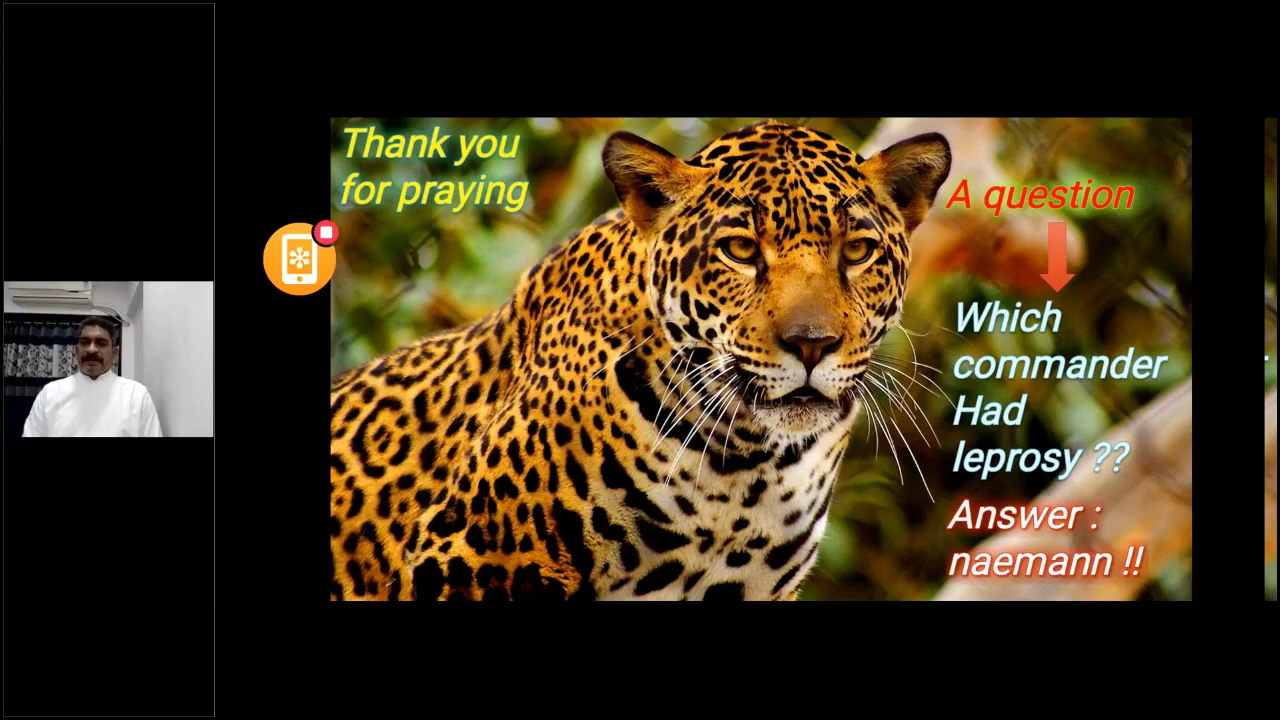 Thank you
for praying
A question
Which
commander
Had
leprosy ??
Answer :
naemann !!